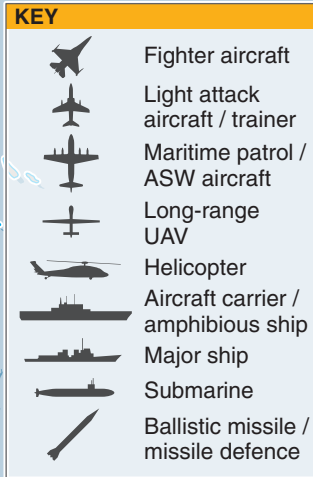 KEY
Fighter aircraft
Light attack
aircraft / trainer
Maritime patrol /
ASW aircraft
Long-range
UAV
Helicopter
Aircraft carrier /
amphibious ship
Major ship
Submarine
Ballistic missile /
missile defence